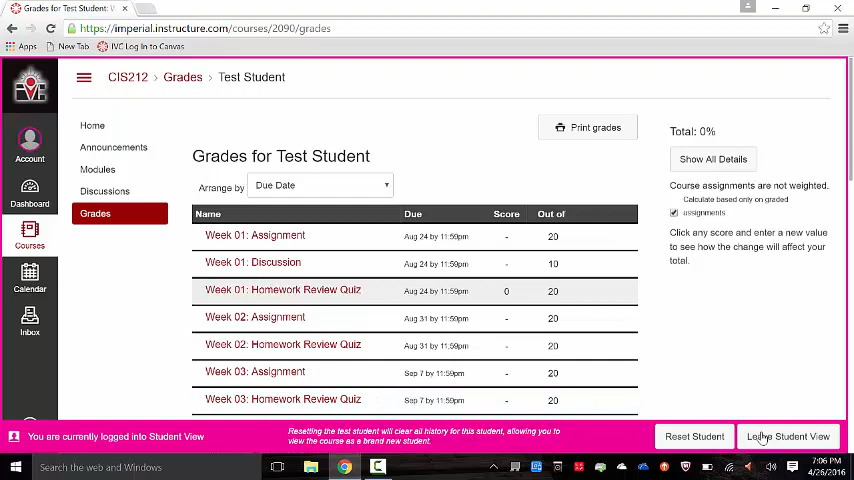 Grades for Test Student: W
https://imperial.instructure.com/courses/2090/grades
Apps
New Tab
IVC Log In to Canvas
CIS212 > Grades > Test Student
Account
Dashboard
Courses
Calendar
Inbox
Home
Announcements
Modules
Discussions
Grades
Print grades
Grades for Test Student
Arrange by Due Date
Name Due Score Out of
Week 01: Assignment Aug 24 by 11:59pm - 20
Week 01: Discussion Aug 24 by 11:59pm - 10
Week 01: Homework Review Quiz Aug 24 by 11:59pm 0 20
Week 02: Assignment Aug 31 by 11:59pm - 20
Week 02: Homework Review Quiz Aug 31 by 11:59pm - 20
Week 03: Assignment Sep 7 by 11:59pm - 20
Week 03: Homework Review Quiz Sep 7 by 11:59pm - 20
Total: 0%
Show All Details
Course assignments are not weighted.
Calculate based only on graded
assignments
Click any score and enter a new value
to see how the change will affect your
total.
You are currently logged into Student View
Resetting the test student will clear all history for this student, allowing you to
view the course as a brand new student.
Reset Student
Leave Student View
Search the web and Windows
7:06 PM
4/26/2016